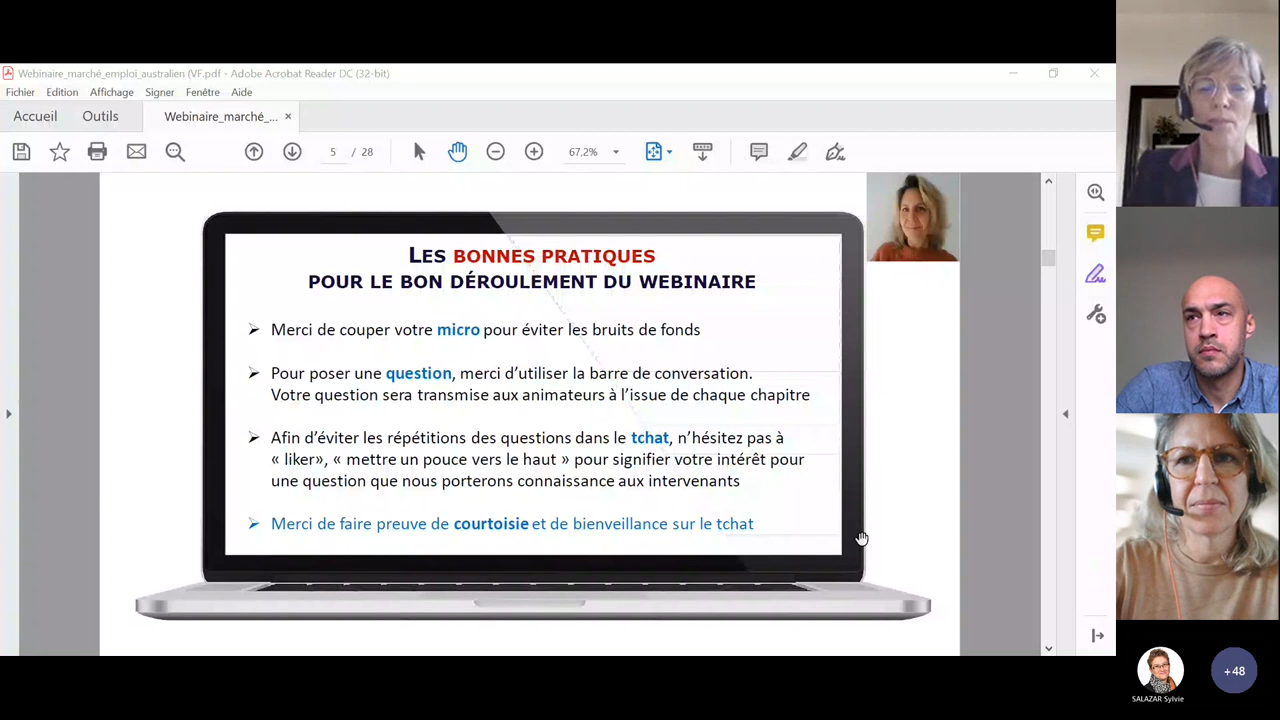 Webinaire_marché_emploi_australien (VF.pdf - Adobe Acrobat Reader DC (32-bit)
Fichier Edition Affichage Signer Fenêtre Aide
Accueil Outils Webinaire_marché_... ×
5 / 28 67,2%
LES BONNES PRATIQUES
POUR LE BON DÉROULEMENT DU WEBINAIRE
➢ Merci de couper votre micro pour éviter les bruits de fonds
➢ Pour poser une question, merci d’utiliser la barre de conversation.
Votre question sera transmise aux animateurs à l’issue de chaque chapitre
➢ Afin d’éviter les répétitions des questions dans le tchat, n’hésitez pas à
« liker», « mettre un pouce vers le haut » pour signifier votre intérêt pour
une question que nous porterons connaissance aux intervenants
➢ Merci de faire preuve de courtoisie et de bienveillance sur le tchat
+48
SALAZAR Sylvie